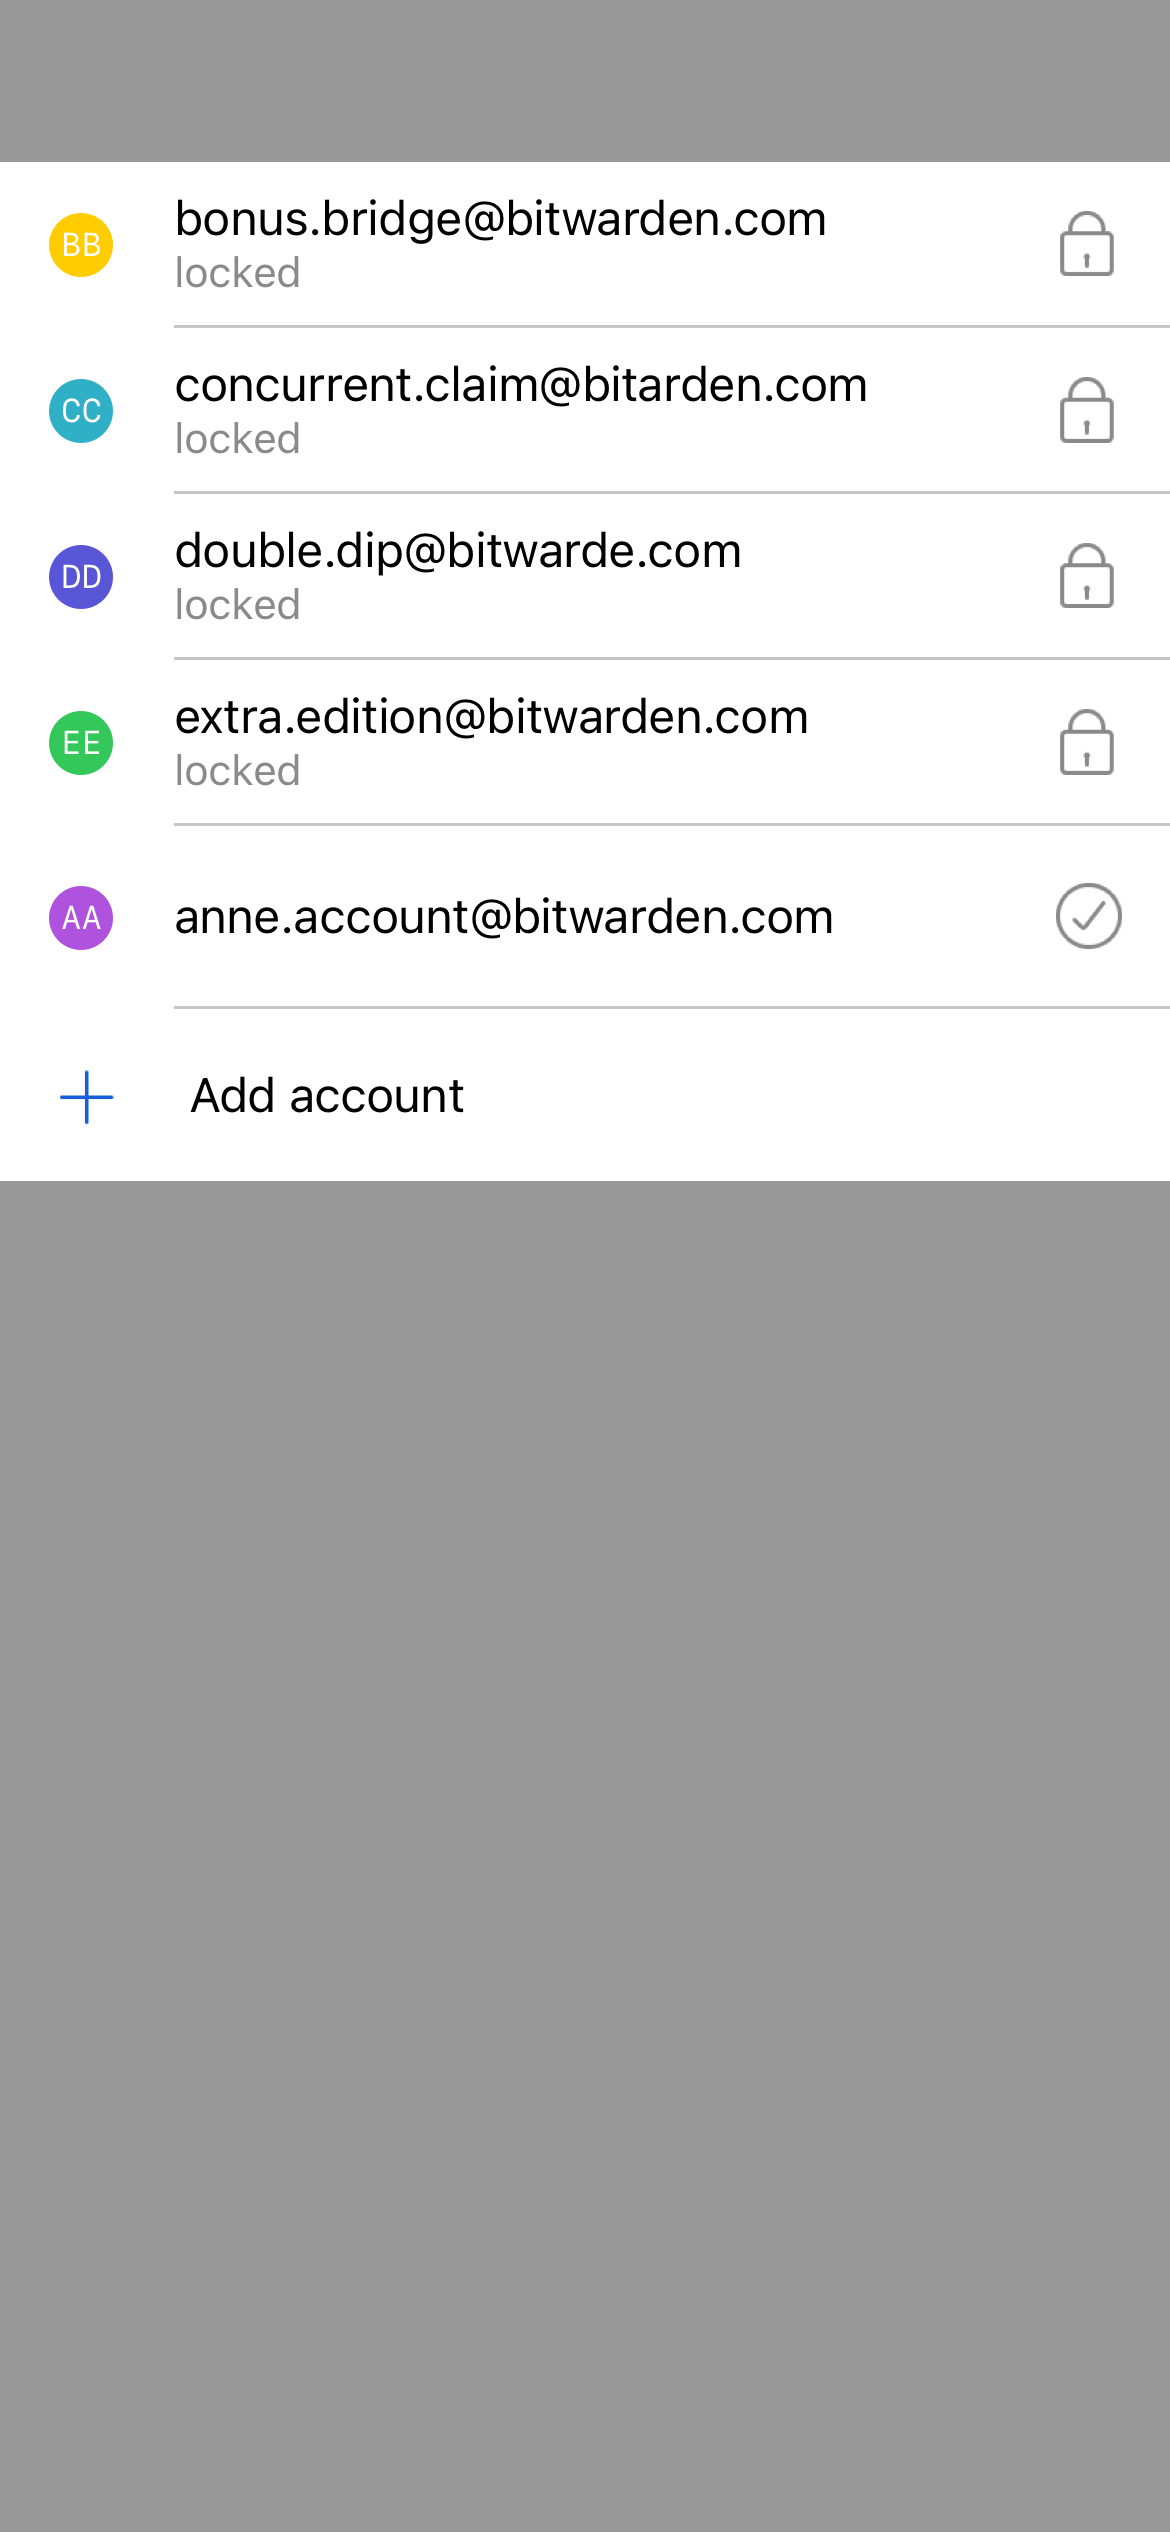 BB
bonus.bridge@bitwarden.com
locked
CC
concurrent.claim@bitarden.com
locked
DD
double.dip@bitwarde.com
locked
EE
extra.edition@bitwarden.com
locked
AA
anne.account@bitwarden.com
Add account